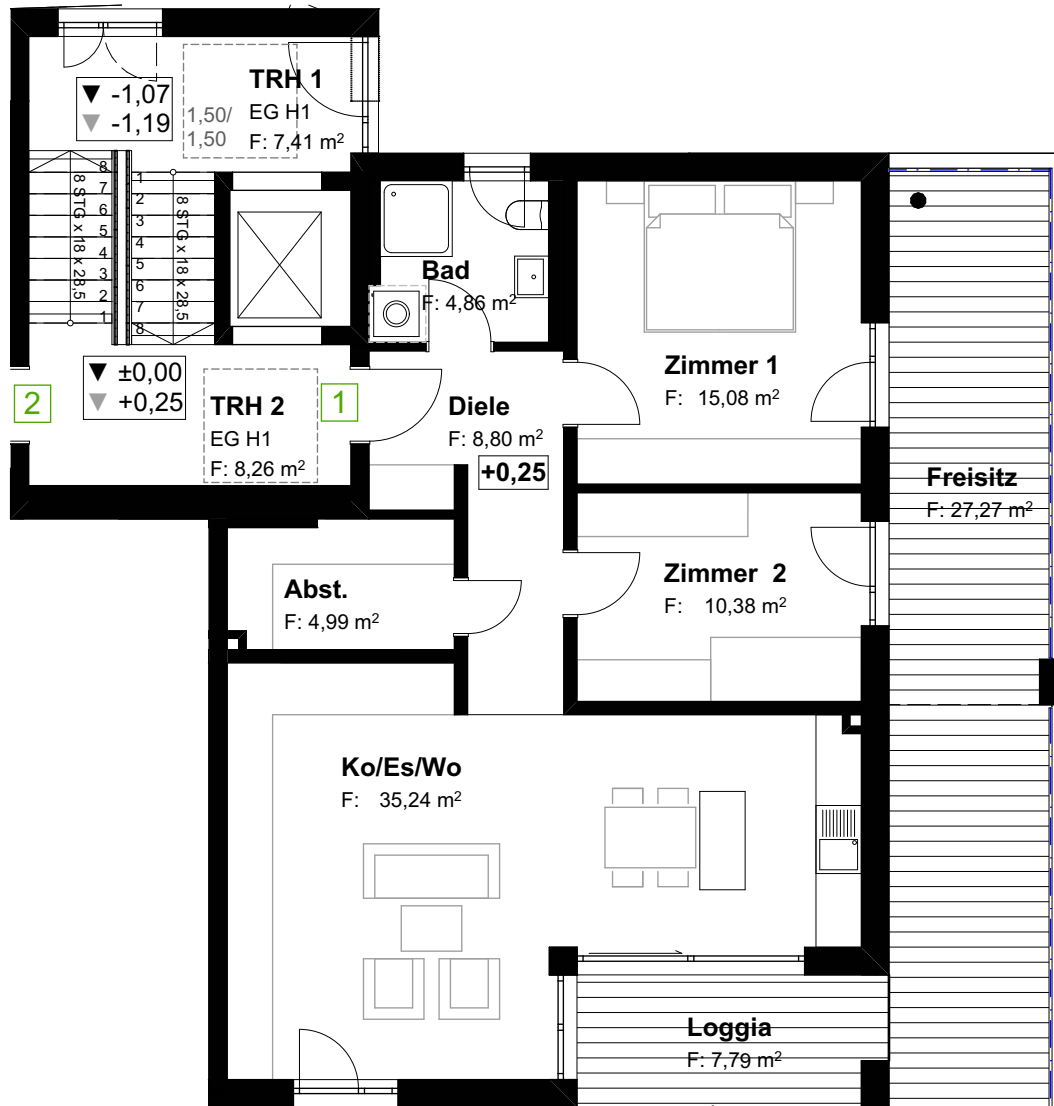 TRH 1
EG H1
F: 7,41 m²
▼ -1,07
▼ -1,19
1,50/
1,50
8
7
6
5
4
3
2
1
8 STG x 18 x 28,5
1
2
3
4
5
6
7
8
8 STG x 18 x 28,5
Bad
F: 4,86 m²
Zimmer 1
F: 15,08 m²
▼ ±0,00
▼ +0,25
2
TRH 2
EG H1
F: 8,26 m²
1
Diele
F: 8,80 m²
+0,25
Freisitz
F: 27,27 m²
Abst.
F: 4,99 m²
Zimmer 2
F: 10,38 m²
Ko/Es/Wo
F: 35,24 m²
Loggia
F: 7,79 m²